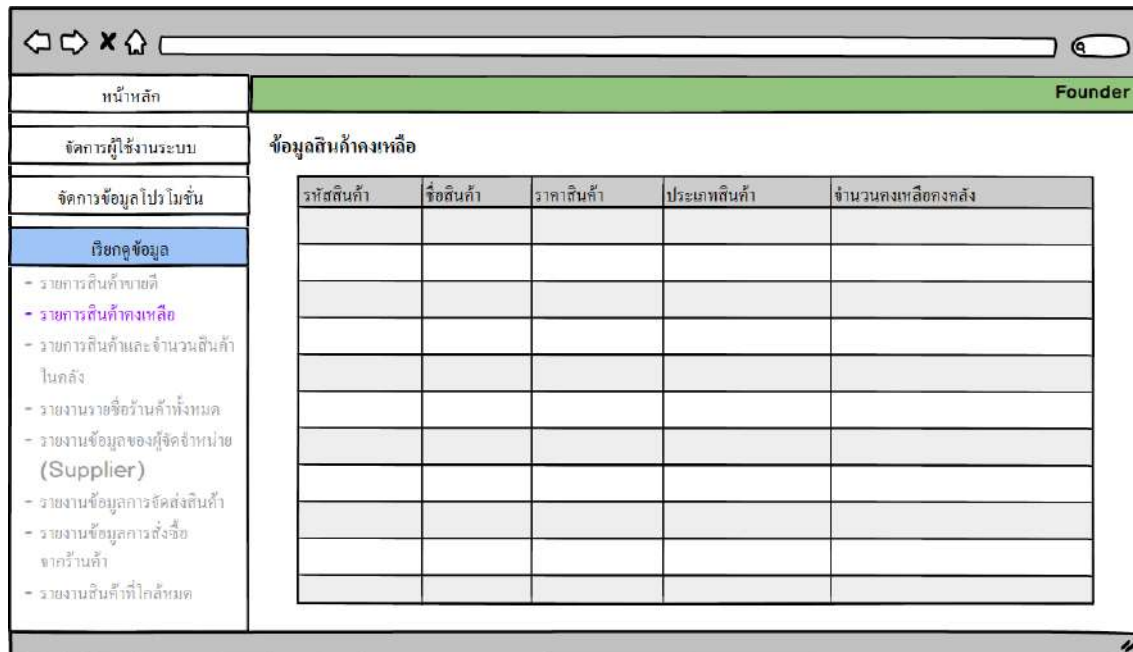 Founder
หน้าหลัก
จัดการผู้ใช้งานระบบ
จัดการข้อมูลโปรโมชั่น
เรียกดูข้อมูล
- รายการสินค้าขายดี
- รายการสินค้าคงเหลือ
- รายการสินค้าและจำนวนสินค้า
ในคลัง
- รายงานรายชื่อร้านค้าทั้งหมด
- รายงานข้อมูลของผู้จัดจำหน่าย
(Supplier)
- รายงานข้อมูลการจัดส่งสินค้า
- รายงานข้อมูลการสั่งซื้อ
จากร้านค้า
- รายงานสินค้าที่ใกล้หมด
ข้อมูลสินค้าคงเหลือ
รหัสสินค้า ชื่อสินค้า ราคาสินค้า ประเภทสินค้า จำนวนคงเหลือคงคลัง